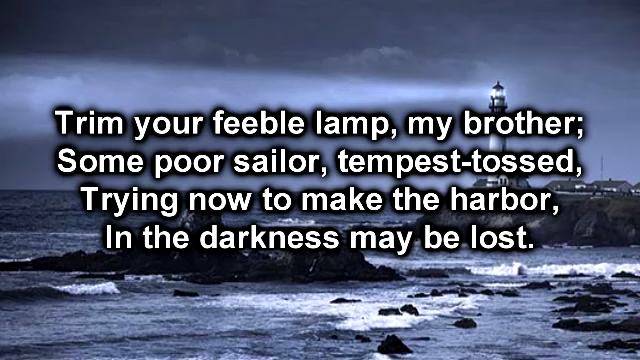 Trim your feeble lamp, my brother;
Some poor sailor, tempest-tossed,
Trying now to make the harbor,
In the darkness may be lost.